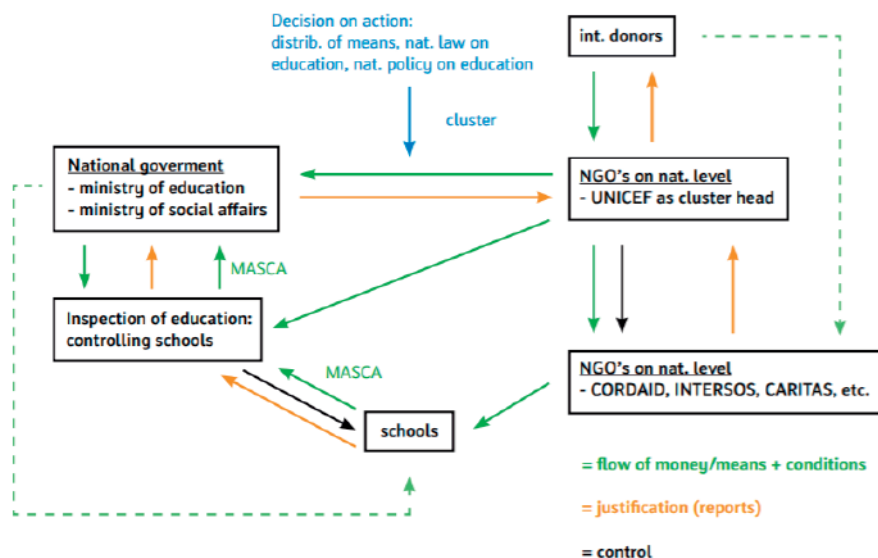 Decision on action:
distrib. of means, nat. law on
education, nat. policy on education
cluster
int. donors
National goverment
- ministry of education
- ministry of social affairs
NGO's on nat. level
- UNICEF as cluster head
MASCA
Inspection of education:
controlling schools
MASCA
schools
NGO's on nat. level
- CORDAID, INTERSOS, CARITAS, etc.
= flow of money/means + conditions
= justification (reports)
= control